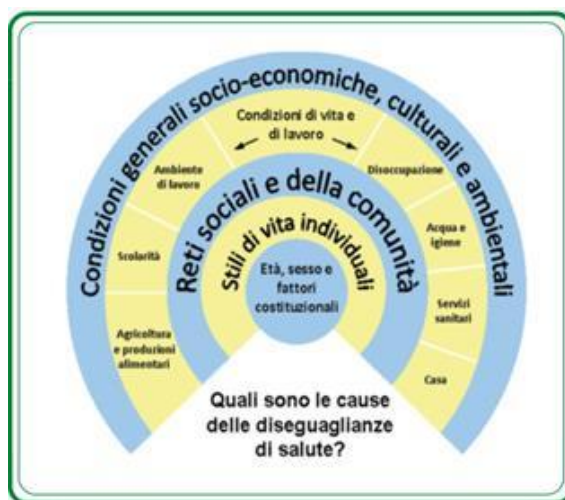 Condizioni generali socio-economiche, culturali e ambientali
Condizioni di vita e
di lavoro
Ambiente
di lavoro
Disoccupazione
Reti sociali e della comunità
Stili di vita individuali
Scolarità
Acqua e
igiene
Età, sesso e
fattori
costituzionali
Servizi
sanitari
Agricoltura
e produzioni
alimentari
Casa
Quali sono le cause
delle diseguaglianze
di salute?